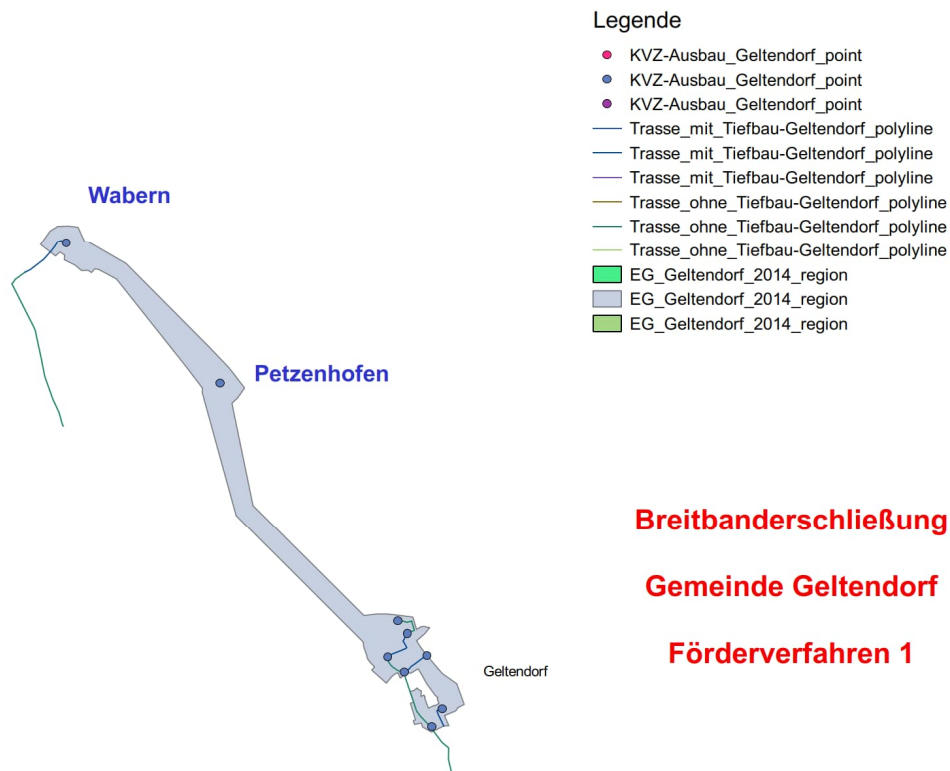 Legende
KVZ-Ausbau_Geltendorf_point
KVZ-Ausbau_Geltendorf_point
KVZ-Ausbau_Geltendorf_point
Trasse_mit_Tiefbau-Geltendorf_polyline
Trasse_mit_Tiefbau-Geltendorf_polyline
Trasse_mit_Tiefbau-Geltendorf_polyline
Trasse_ohne_Tiefbau-Geltendorf_polyline
Trasse_ohne_Tiefbau-Geltendorf_polyline
Trasse_ohne_Tiefbau-Geltendorf_polyline
EG_Geltendorf_2014_region
EG_Geltendorf_2014_region
EG_Geltendorf_2014_region
Wabern
Petzenhofen
Geltendorf
Breitbanderschließung
Gemeinde Geltendorf
Förderverfahren 1